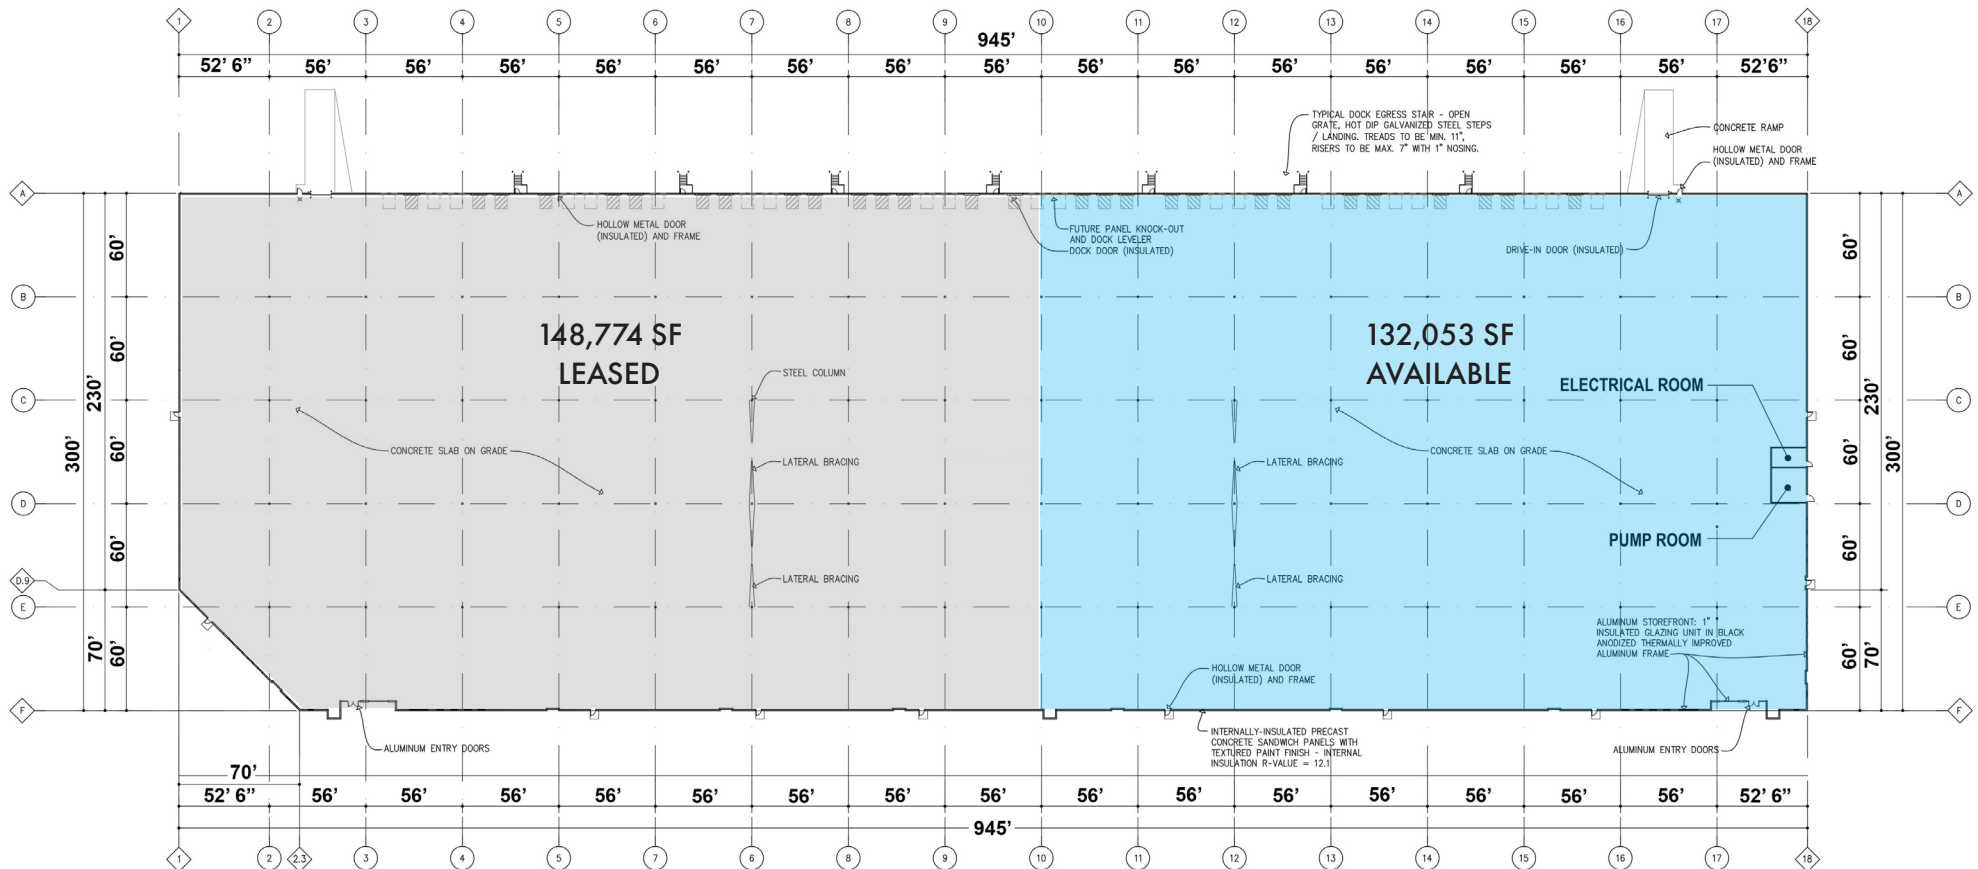 1 2 3 4 5 6 7 8 9 10 11 12 13 14 15 16 17 18
945'
52' 6" 56' 56' 56' 56' 56' 56' 56' 56' 56' 56' 56' 56' 56' 56' 56' 52'6"
TYPICAL DOCK EGRESS STAIR - OPEN
GRATE, HOT DIP GALVANIZED STEEL STEPS
/ LANDING. TREADS TO BE MIN. 11",
RISERS TO BE MAX. 7" WITH 1" NOSING.
CONCRETE RAMP
HOLLOW METAL DOOR
(INSULATED) AND FRAME
A A
HOLLOW METAL DOOR
(INSULATED) AND FRAME
FUTURE PANEL KNOCK-OUT
AND DOCK LEVELER
DOCK DOOR (INSULATED)
DRIVE-IN DOOR (INSULATED)
60' 60'
B B
148,774 SF
LEASED
132,053 SF
AVAILABLE
60' 60'
STEEL COLUMN
ELECTRICAL ROOM
230' 230'
C C
300' 300'
CONCRETE SLAB ON GRADE
CONCRETE SLAB ON GRADE
60' 60'
LATERAL BRACING
LATERAL BRACING
D D
PUMP ROOM
60' 60'
LATERAL BRACING
LATERAL BRACING
D.9
E E
ALUMINUM STOREFRONT: 1"
INSULATED GLAZING UNIT IN BLACK
ANODIZED THERMALLY IMPROVED
ALUMINUM FRAME
70' 60' 60' 70'
HOLLOW METAL DOOR
(INSULATED) AND FRAME
F F
INTERNALLY-INSULATED PRECAST
CONCRETE SANDWICH PANELS WITH
TEXTURED PAINT FINISH - INTERNAL
INSULATION R-VALUE = 12.1
ALUMINUM ENTRY DOORS
ALUMINUM ENTRY DOORS
70'
52' 6" 56' 56' 56' 56' 56' 56' 56' 56' 56' 56' 56' 56' 56' 56' 56' 52' 6"
945'
1 2 2.3 3 4 5 7 6 7 8 9 10 11 12 13 14 15 16 17 18